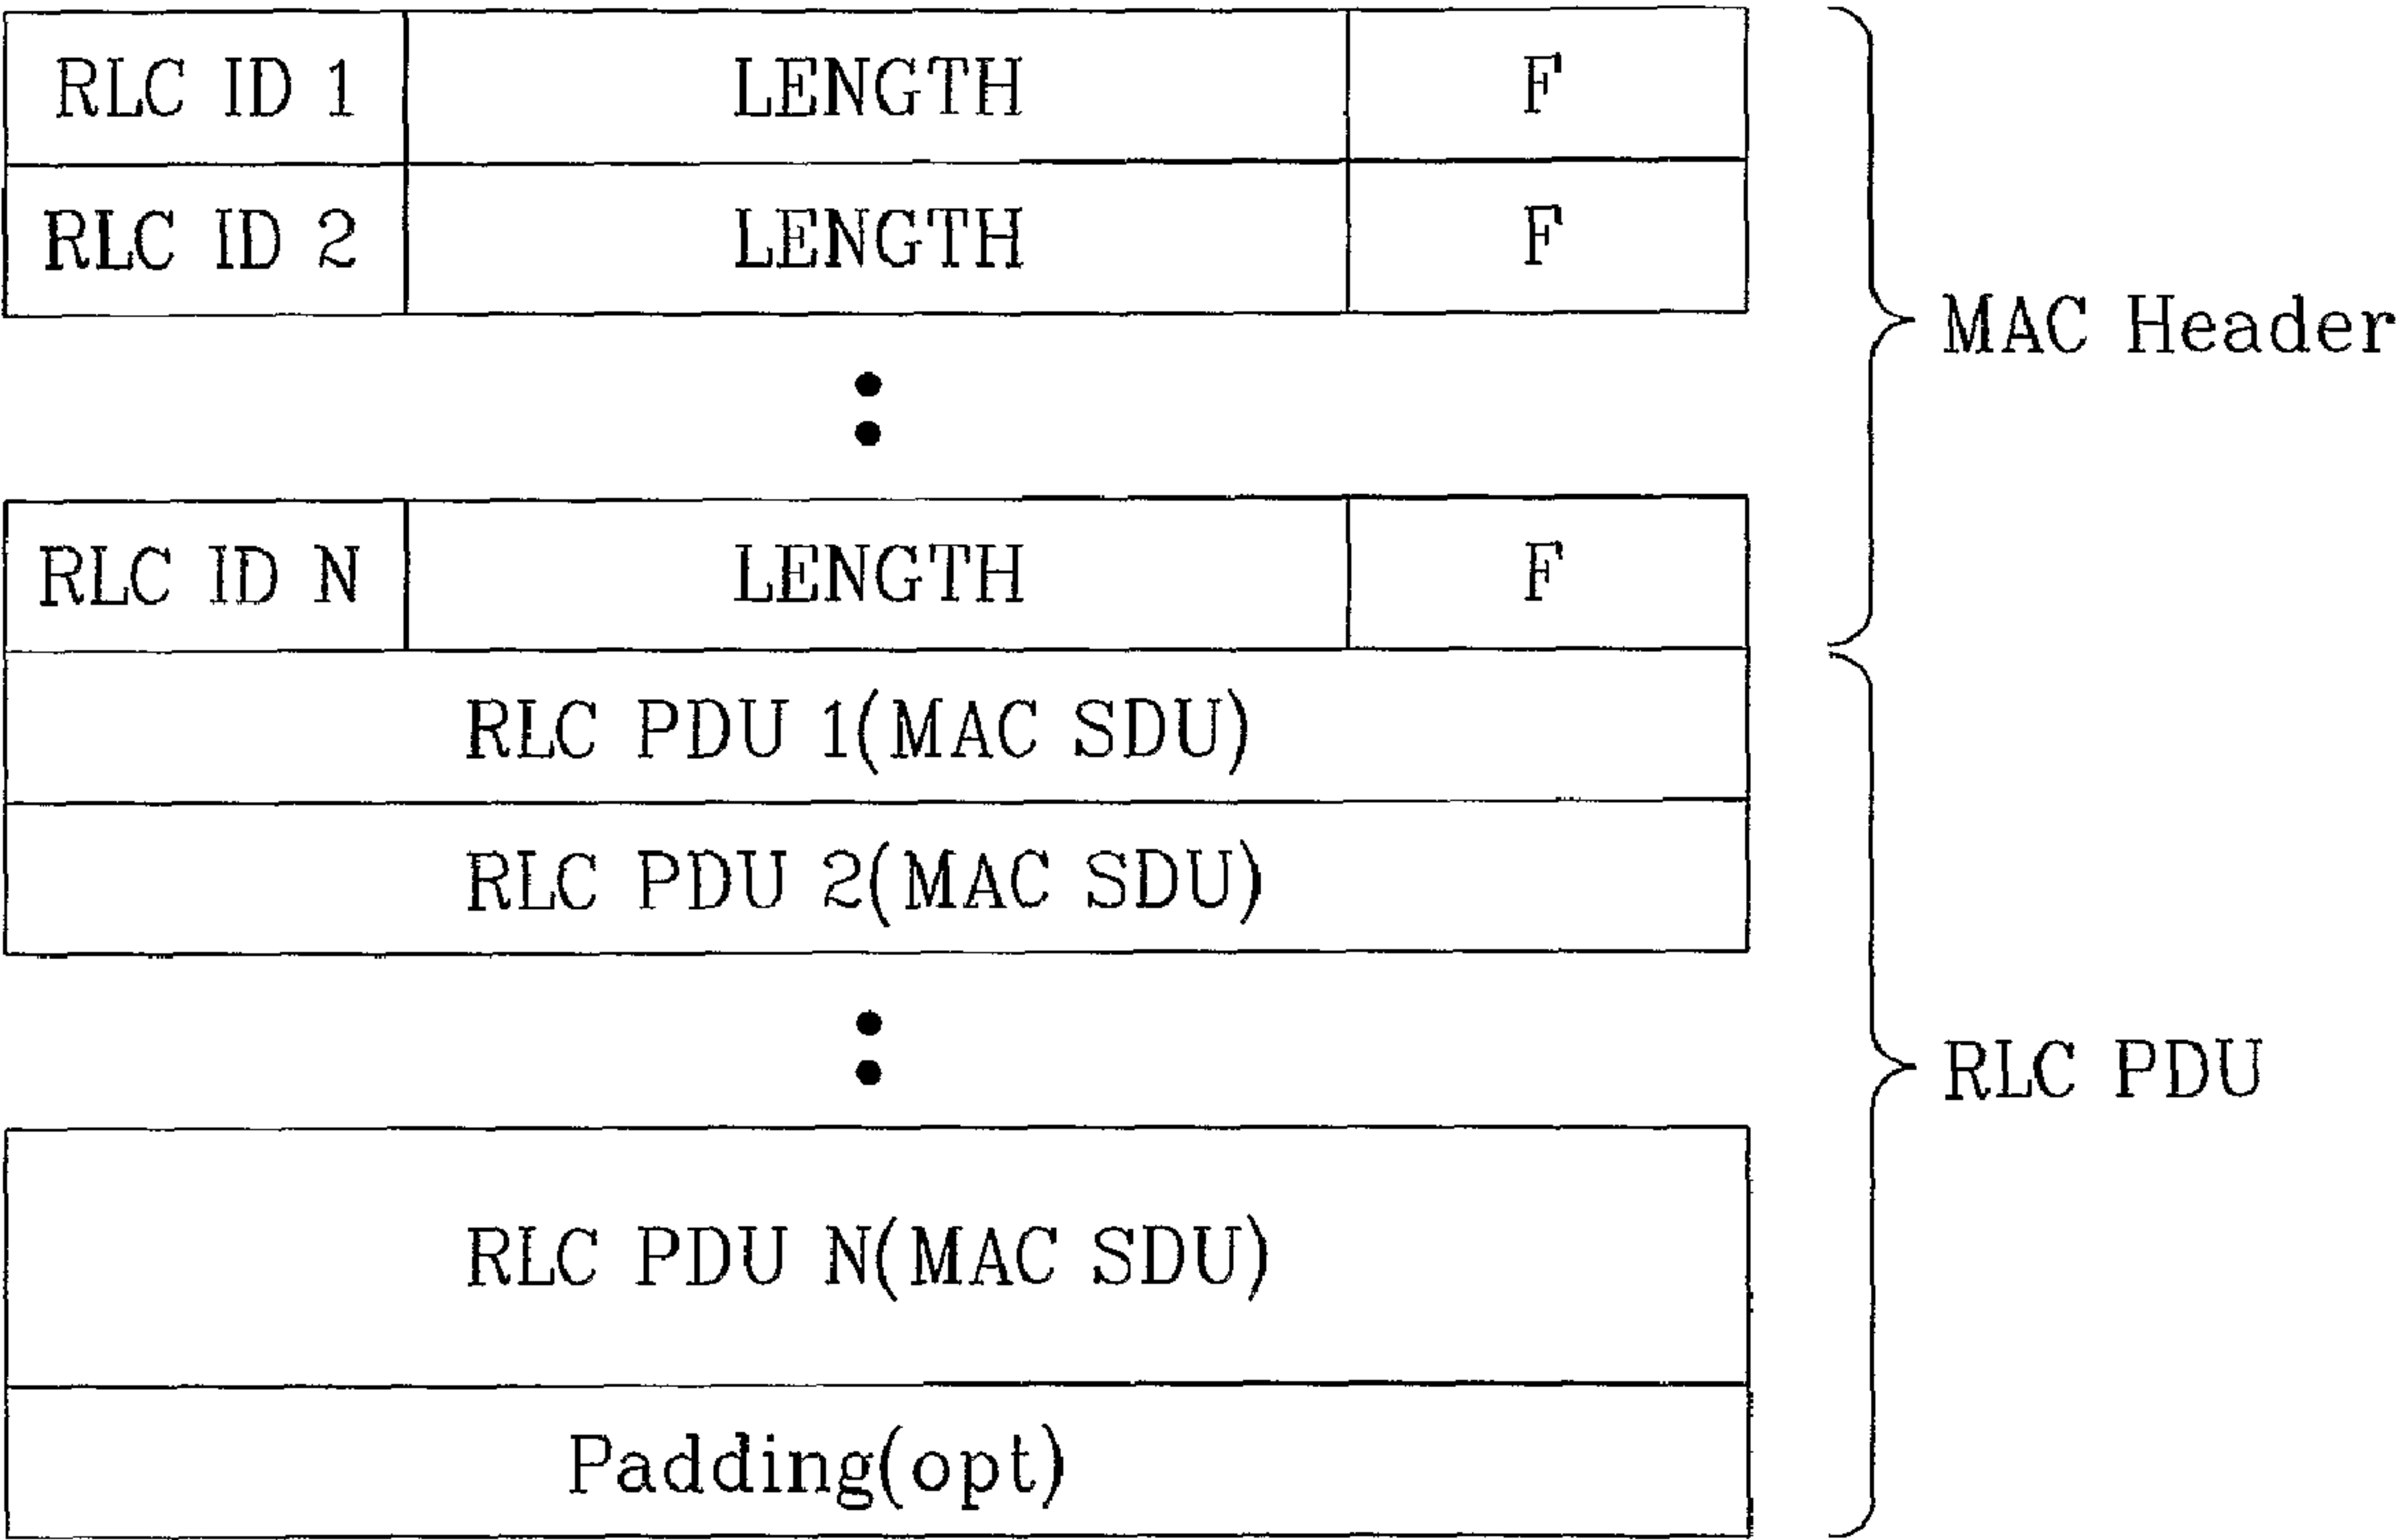 RLC ID 1 LENGTH F
RLC ID 2 LENGTH F
MAC Header
RLC ID N LENGTH F
RLC PDU 1(MAC SDU)
RLC PDU 2(MAC SDU)
RLC PDU
RLC PDU N(MAC SDU)
Padding(opt)